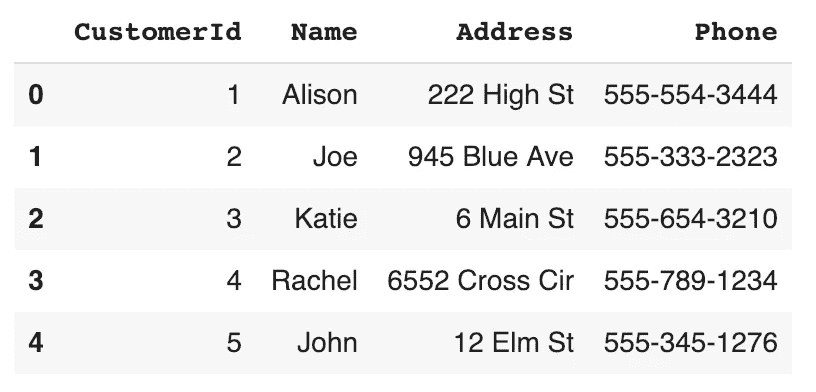 CustomerId Name Address Phone
0 1 Alison 222 High St 555-554-3444
1 2 Joe 945 Blue Ave 555-333-2323
2 3 Katie 6 Main St 555-654-3210
3 4 Rachel 6552 Cross Cir 555-789-1234
4 5 John 12 Elm St 555-345-1276